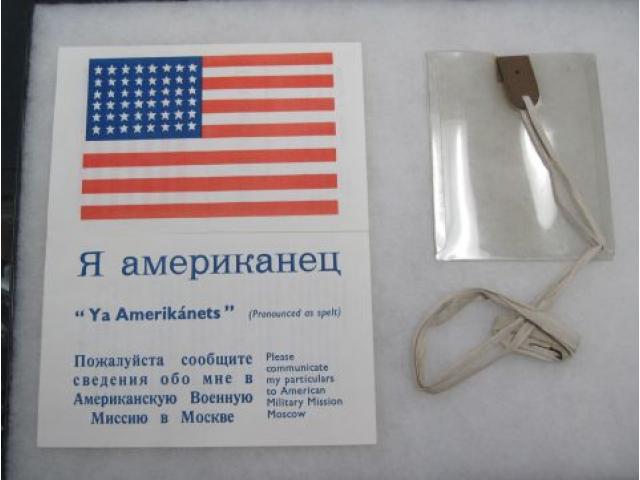 Я американец
“Ya Amerikánets” (Pronounced as spelt)
Пожалуйста сообщите
сведения обо мне в
Американскую Военную
Миссию в Москве
Please
communicate
my particulars
to American
Military Mission
Moscow